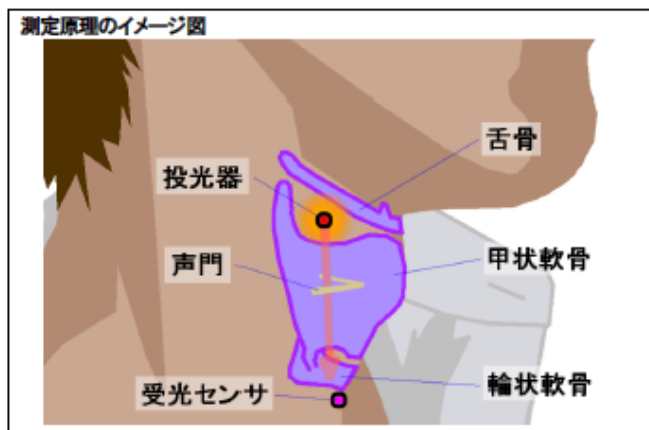 測定原理のイメージ図
舌骨
投光器
声門
甲状軟骨
受光センサ
輪状軟骨